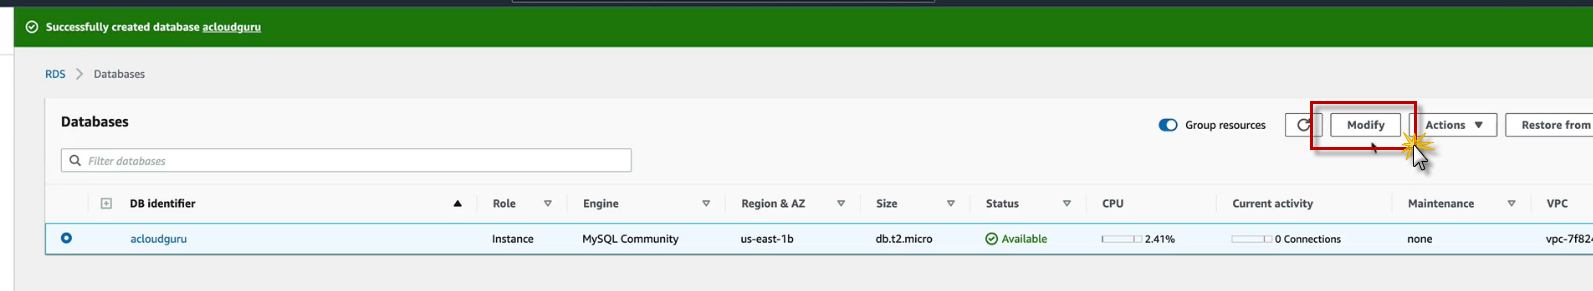 Successfully created database acloudguru
RDS > Databases
Databases
Group resources
Modify
Actions
Restore from
Filter databases
DB identifier Role Engine Region & AZ Size Status CPU Current activity Maintenance VPC
acloudguru Instance MySQL Community us-east-1b db.t2.micro Available 2.41% 0 Connections none vpc-7f824